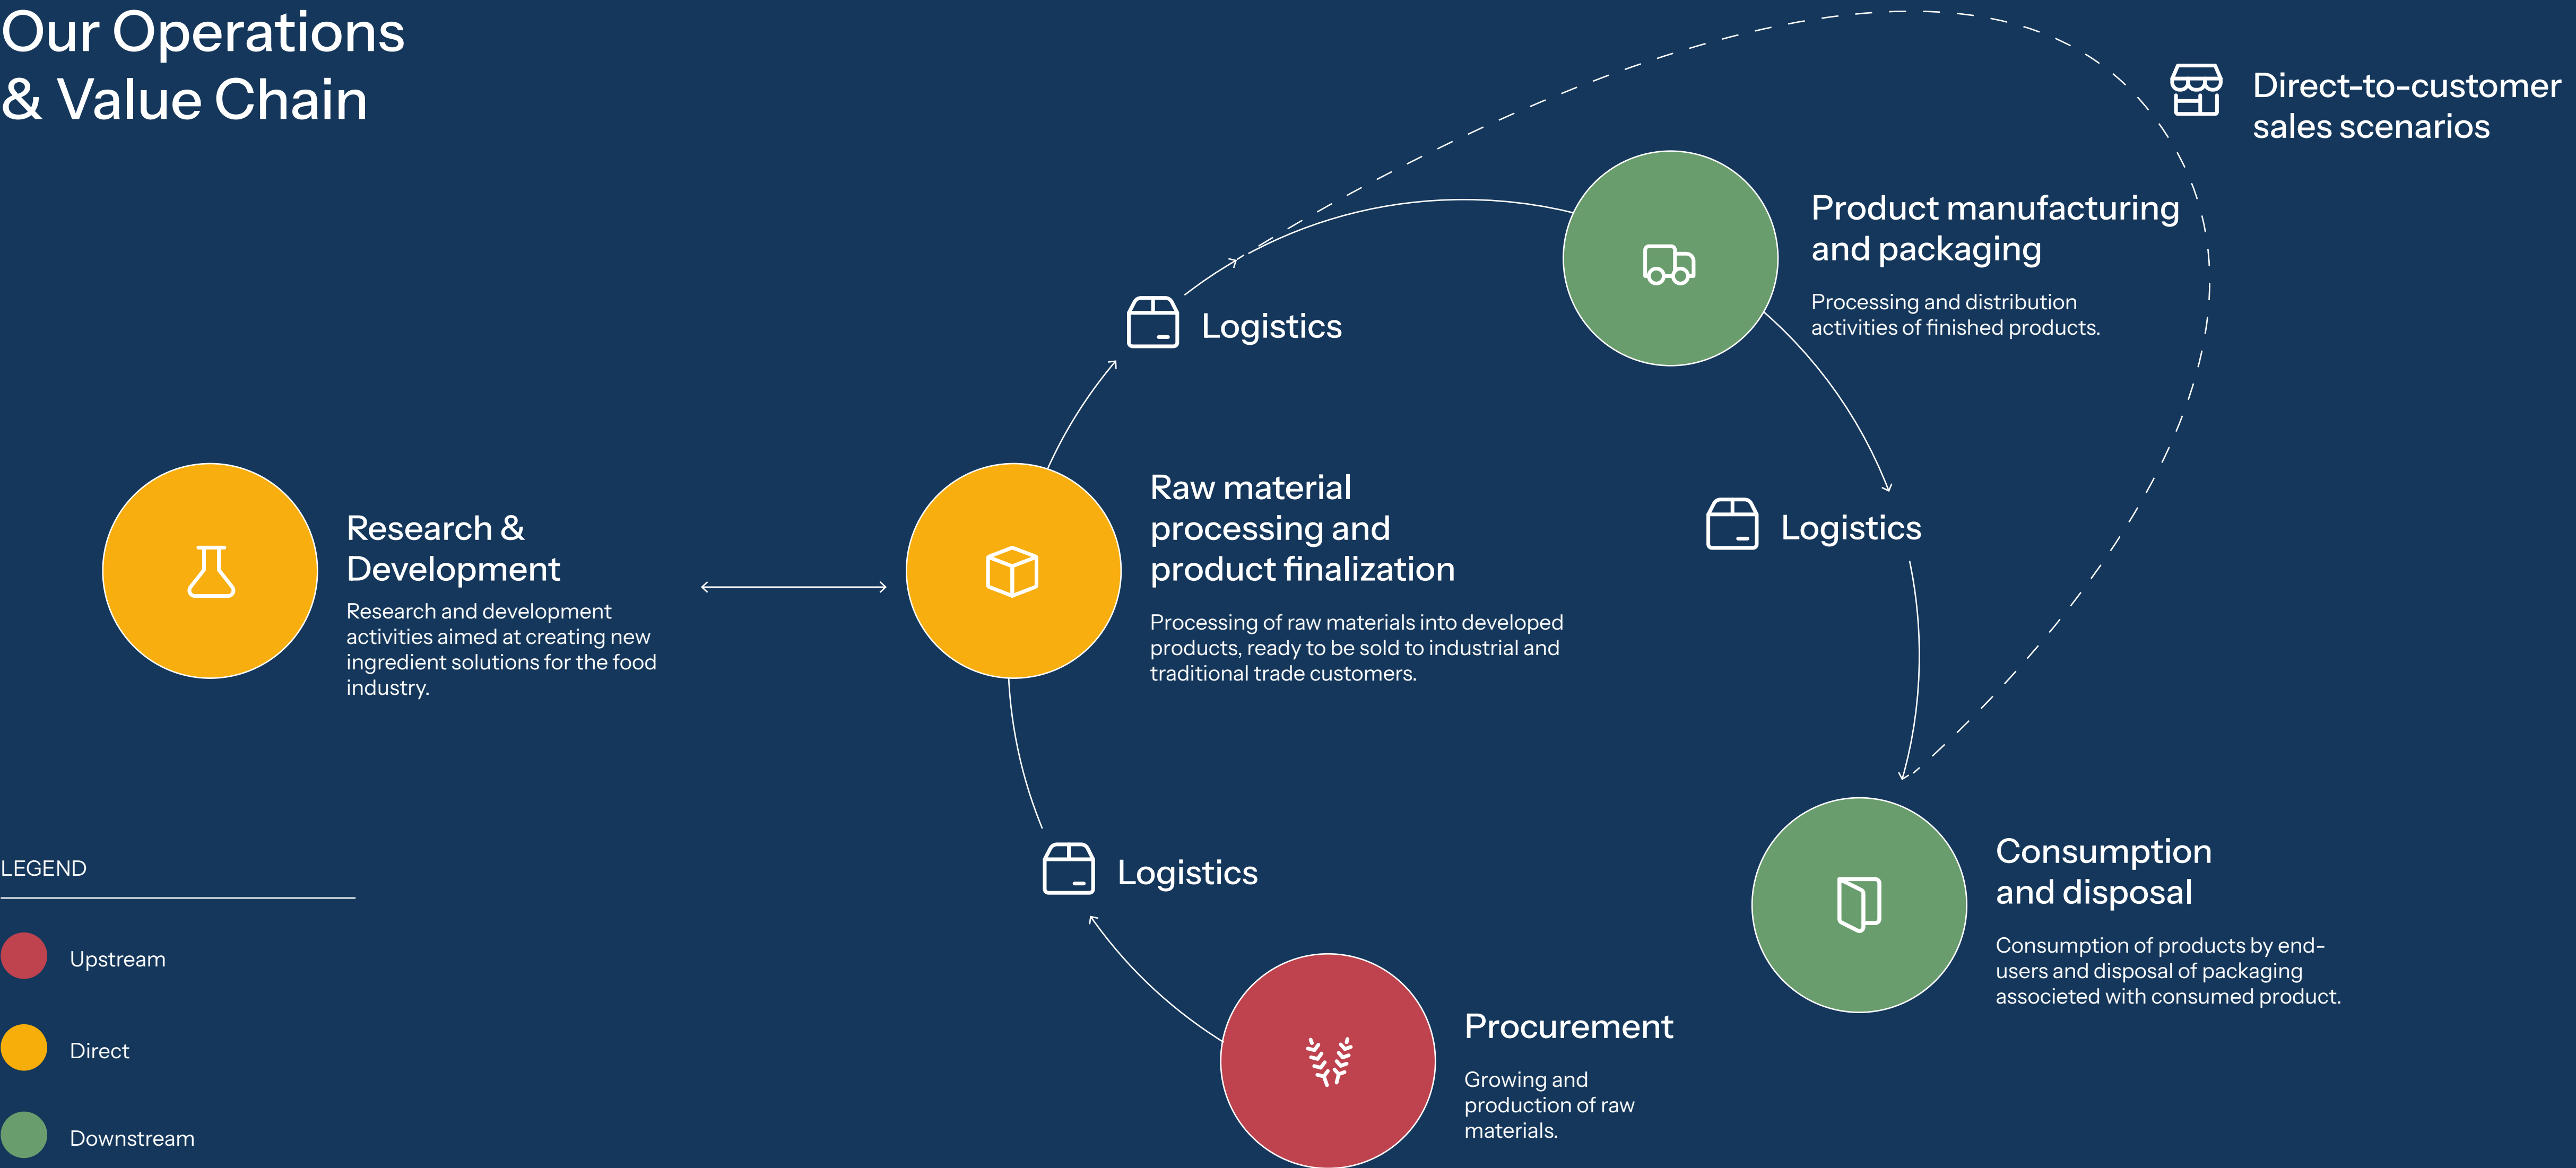 Our Operations
& Value Chain
Direct-to-customer
sales scenarios
Product manufacturing
and packaging
Processing and distribution
activities of finished products.
Logistics
Raw material
processing and
product finalization
Processing of raw materials into developed
products, ready to be sold to industrial and
traditional trade customers.
Research &
Development
Research and development
activities aimed at creating new
ingredient solutions for the food
industry.
Logistics
Consumption
and disposal
Consumption of products by end-
users and disposal of packaging
associeted with consumed product.
Logistics
Procurement
Growing and
production of raw
materials.
LEGEND
Upstream
Direct
Downstream